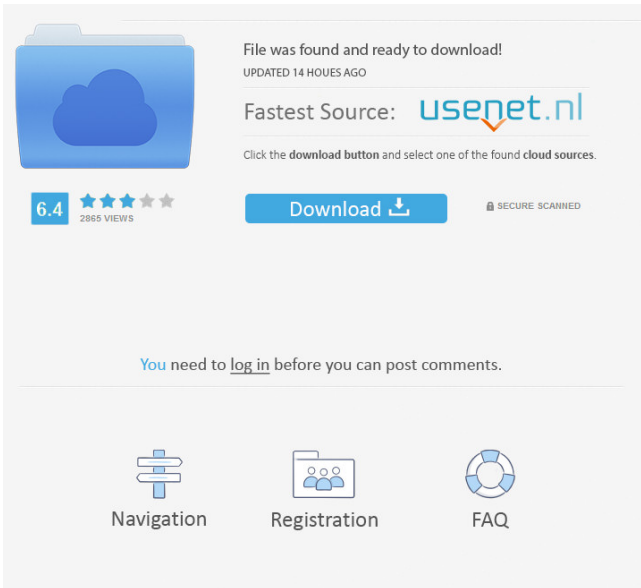 File was found and ready to download!
UPDATED 14 HOUES AGO
Fastest Source: usenet.nl
Click the download button and select one of the found cloud sources.
6.4
2865 VIEWS
Download
SECURE SCANNED
You need to log in before you can post comments.
Navigation
Registration
FAQ